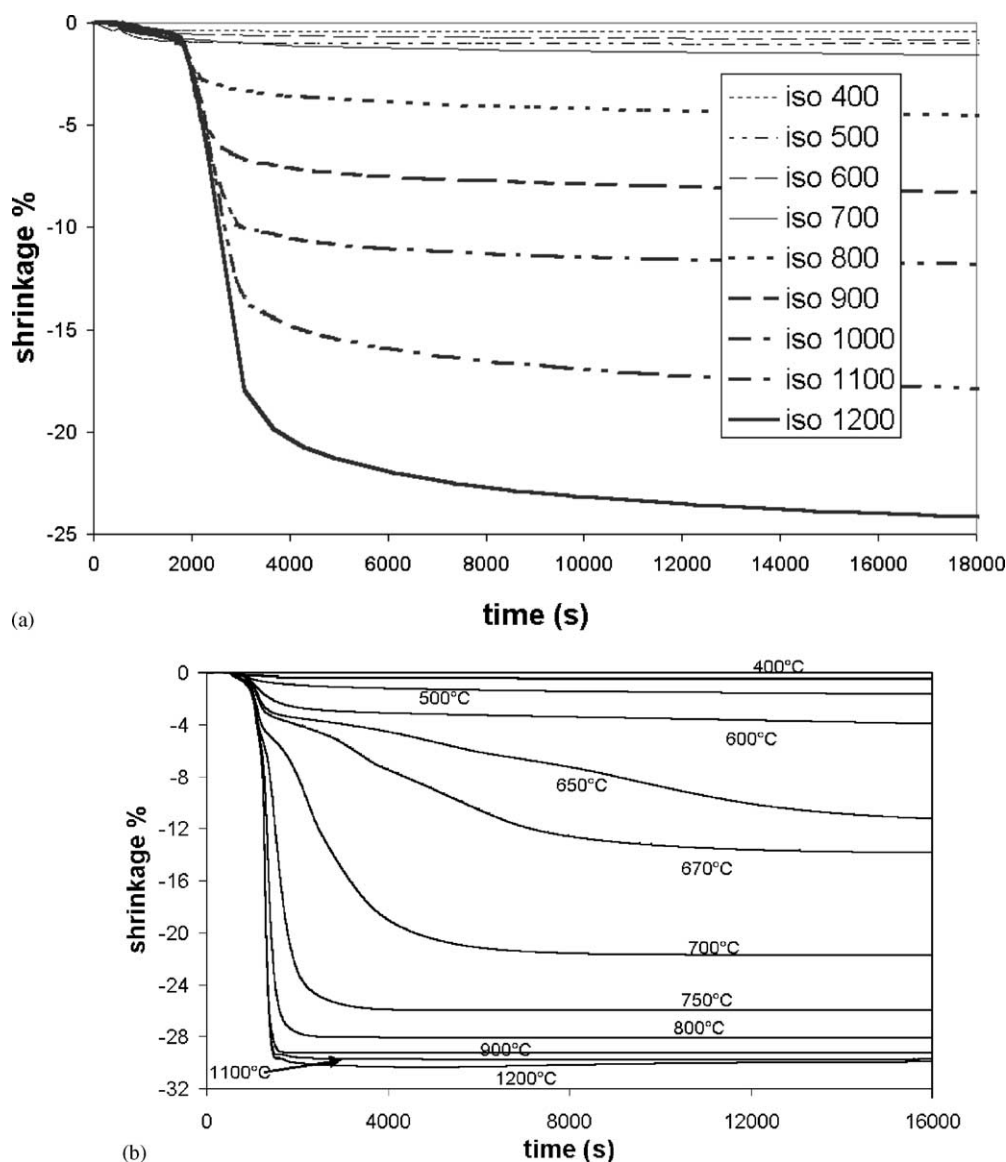 0
-5
-10
-15
-20
-25
shrinkage %
iso 400
iso 500
iso 600
iso 700
iso 800
iso 900
iso 1000
iso 1100
iso 1200
0 2000 4000 6000 8000 10000 12000 14000 16000 18000
time (s)
(a)
0
-4
-8
-12
-16
-20
-24
-28
-32
shrinkage %
400°C
500°C
600°C
650°C
670°C
700°C
750°C
800°C
900°C
1100°C
1200°C
0 4000 8000 12000 16000
time (s)
(b)